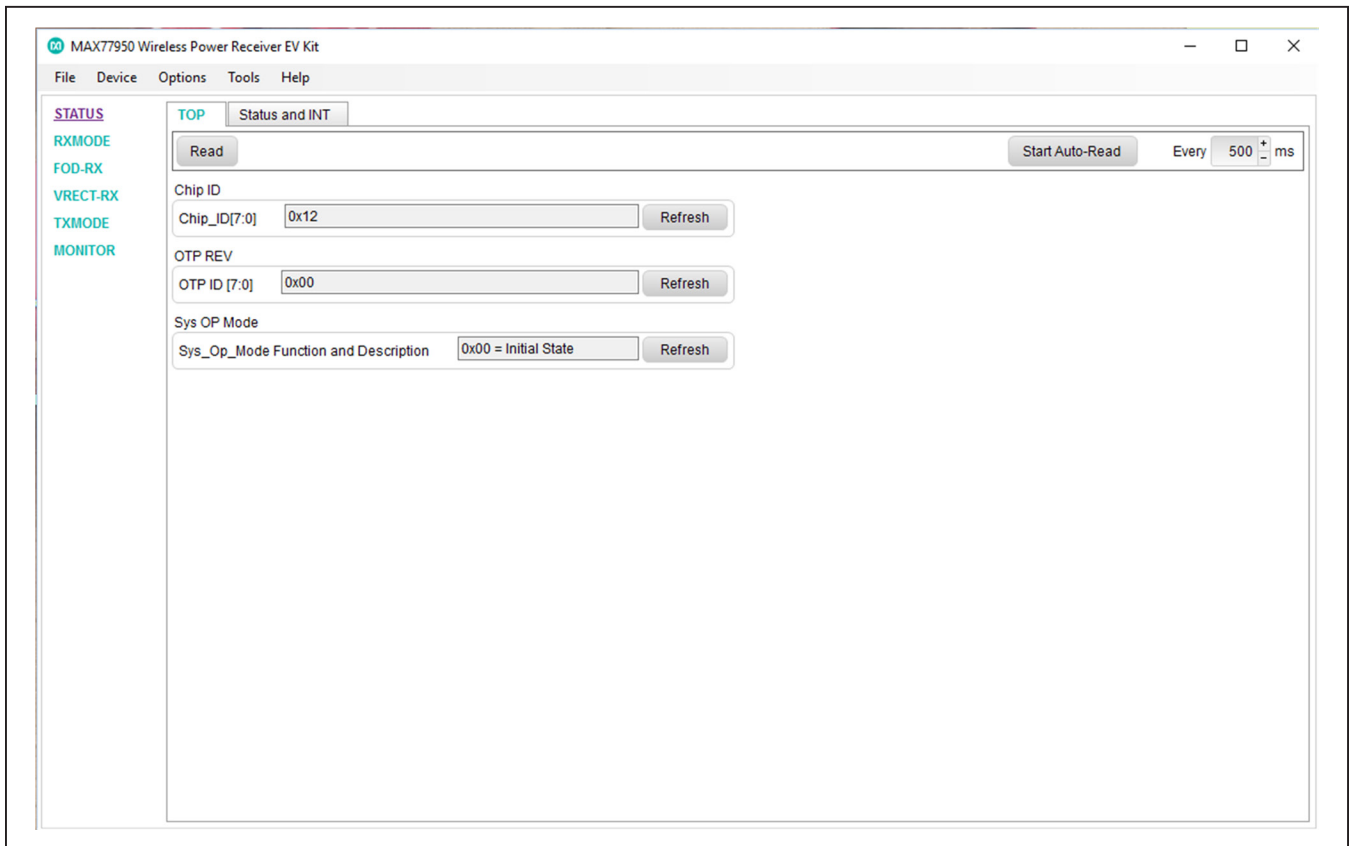 MAX77950 Wireless Power Receiver EV Kit
File Device Options Tools Help
STATUS
RXMODE
FOD-RX
VRECT-RX
TXMODE
MONITOR
TOP Status and INT
Read Start Auto-Read Every 500 + - ms
Chip ID
Chip_ID[7:0] 0x12 Refresh
OTP REV
OTP ID [7:0] 0x00 Refresh
Sys OP Mode
Sys_Op_Mode Function and Description 0x00 = Initial State Refresh